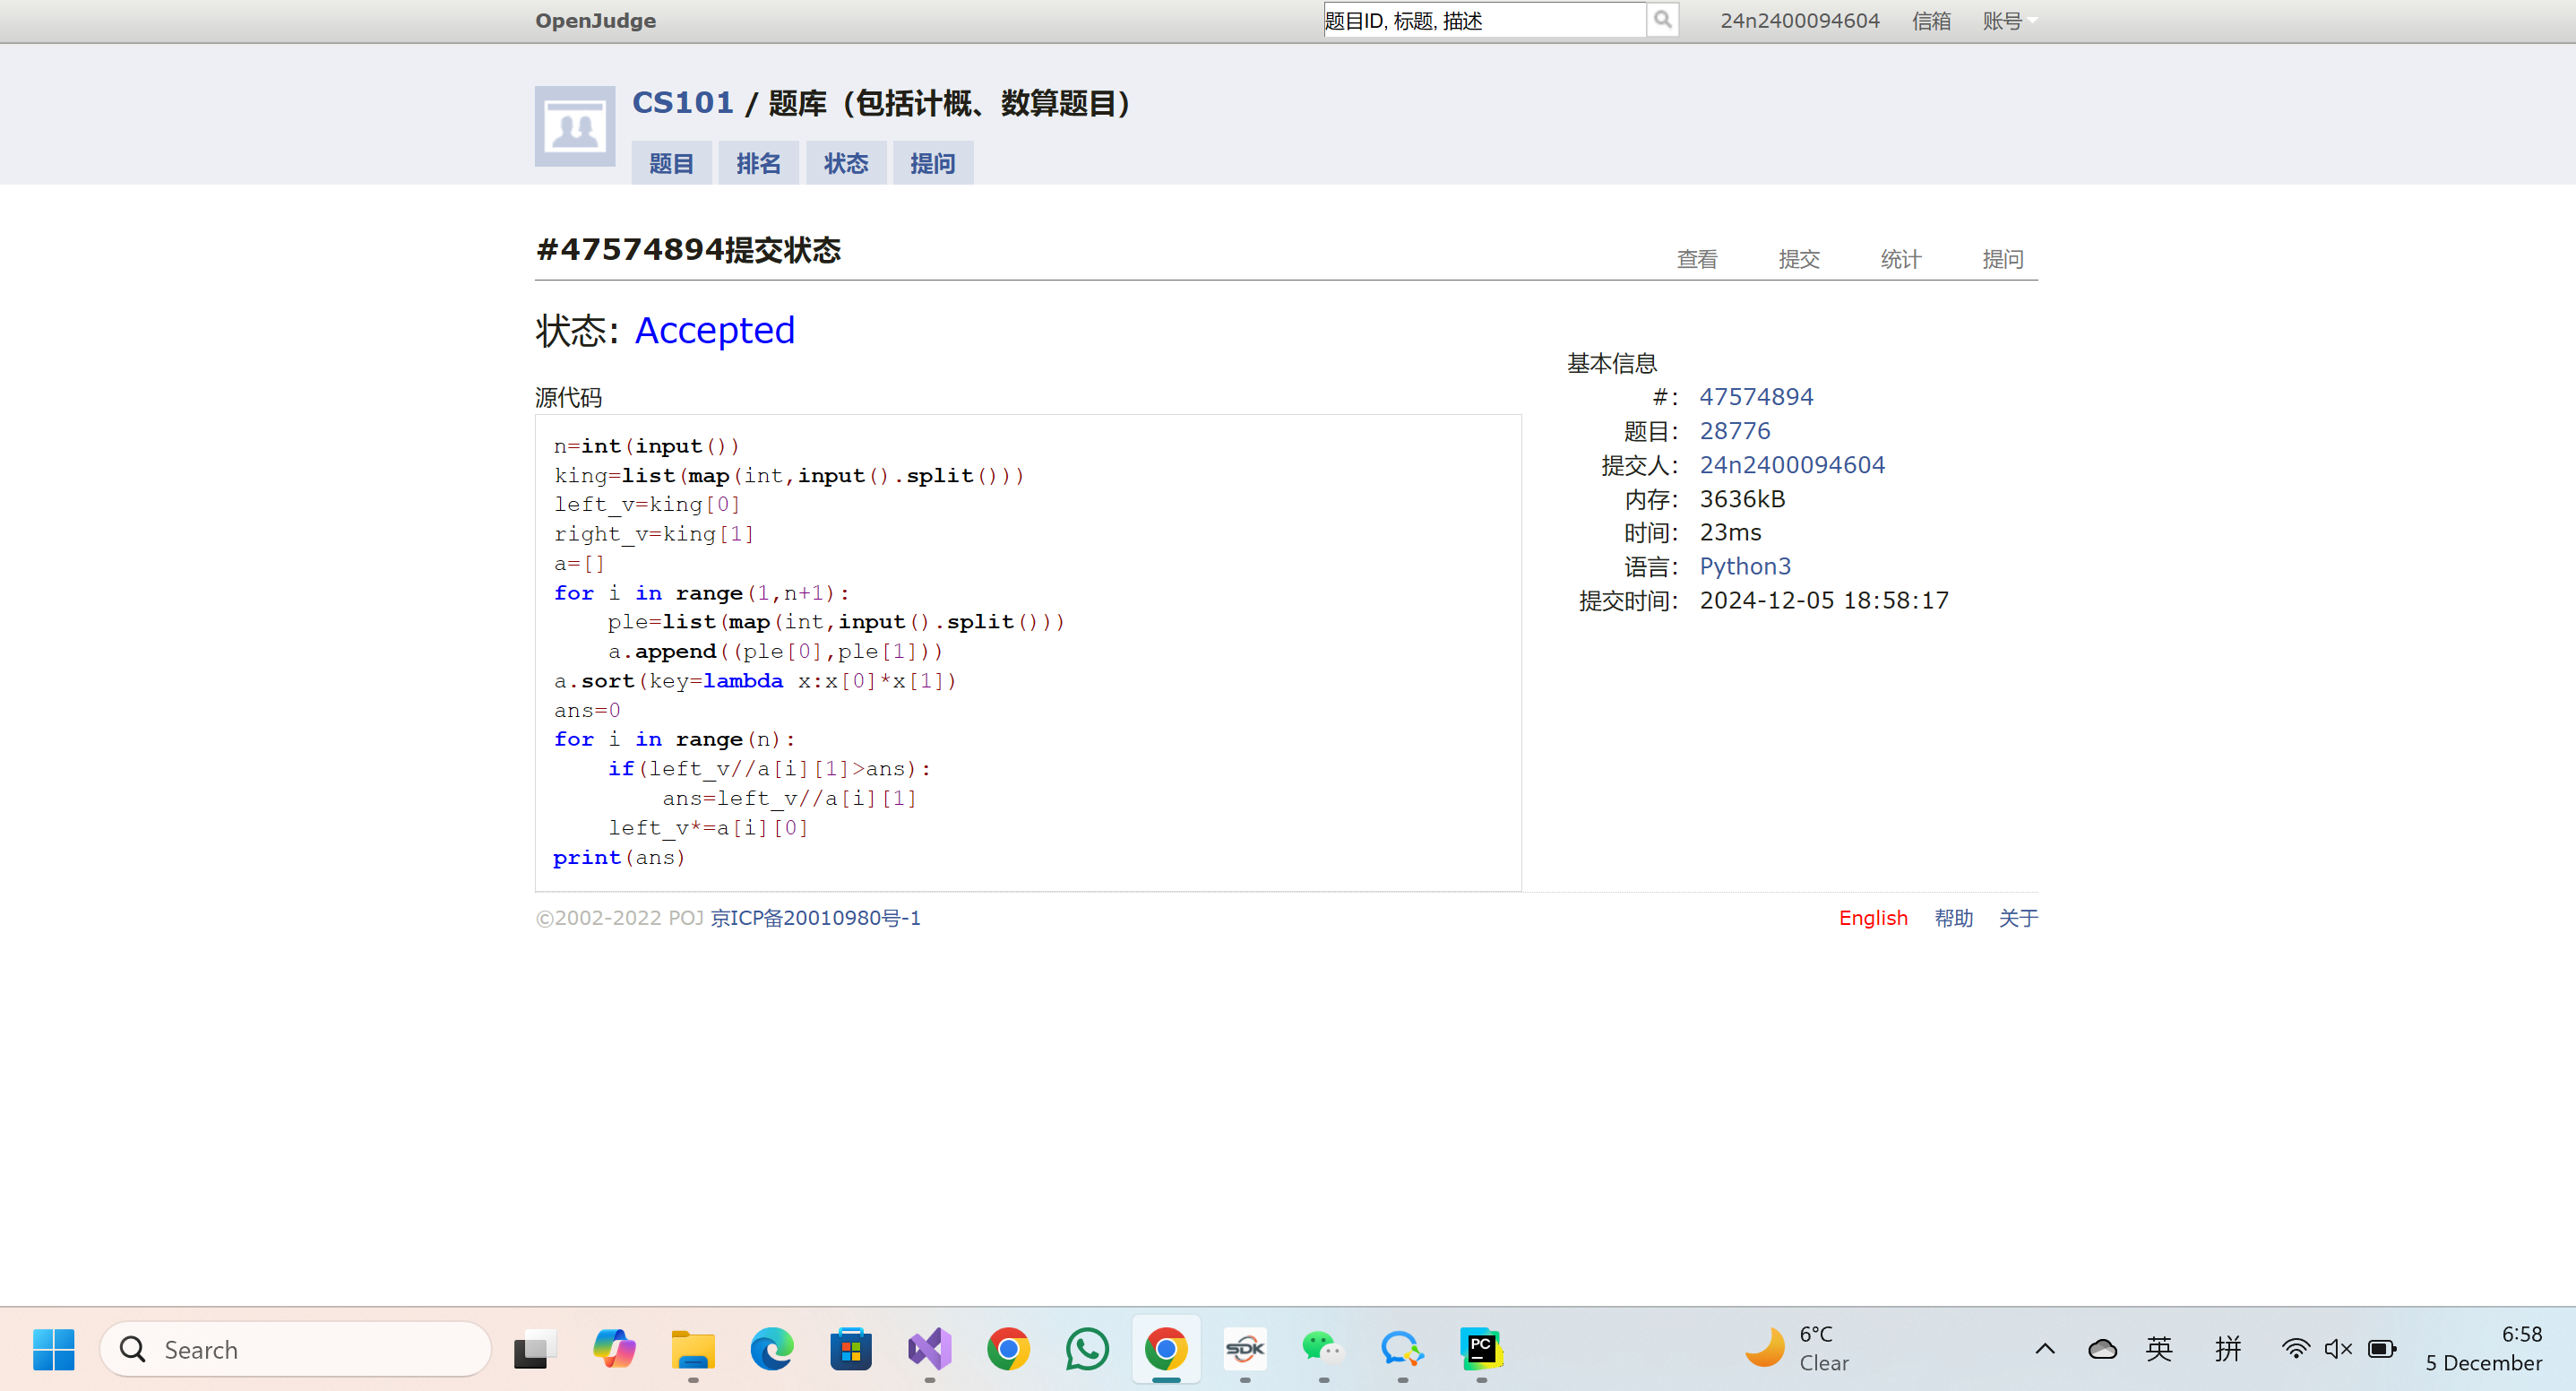 OpenJudge
题目ID, 标题, 描述
24n2400094604 信箱 账号
CS101 / 题库（包括计概、数算题目）
题目 排名 状态 提问
#47574894提交状态
查看 提交 统计 提问
状态: Accepted
源代码
n=int(input())
king=list(map(int,input().split()))
left_v=king[0]
right_v=king[1]
a=[]
for i in range(1,n+1):
    ple=list(map(int,input().split()))
    a.append((ple[0],ple[1]))
a.sort(key=lambda x:x[0]*x[1])
ans=0
for i in range(n):
    if(left_v//a[i][1]>ans):
        ans=left_v//a[i][1]
    left_v*=a[i][0]
print(ans)
基本信息
#: 47574894
题目: 28776
提交人: 24n2400094604
内存: 3636kB
时间: 23ms
语言: Python3
提交时间: 2024-12-05 18:58:17
©2002-2022 POJ 京ICP备20010980号-1
English 帮助 关于
Search
SDK
PC
6°C
Clear
英 拼
6:58
5 December